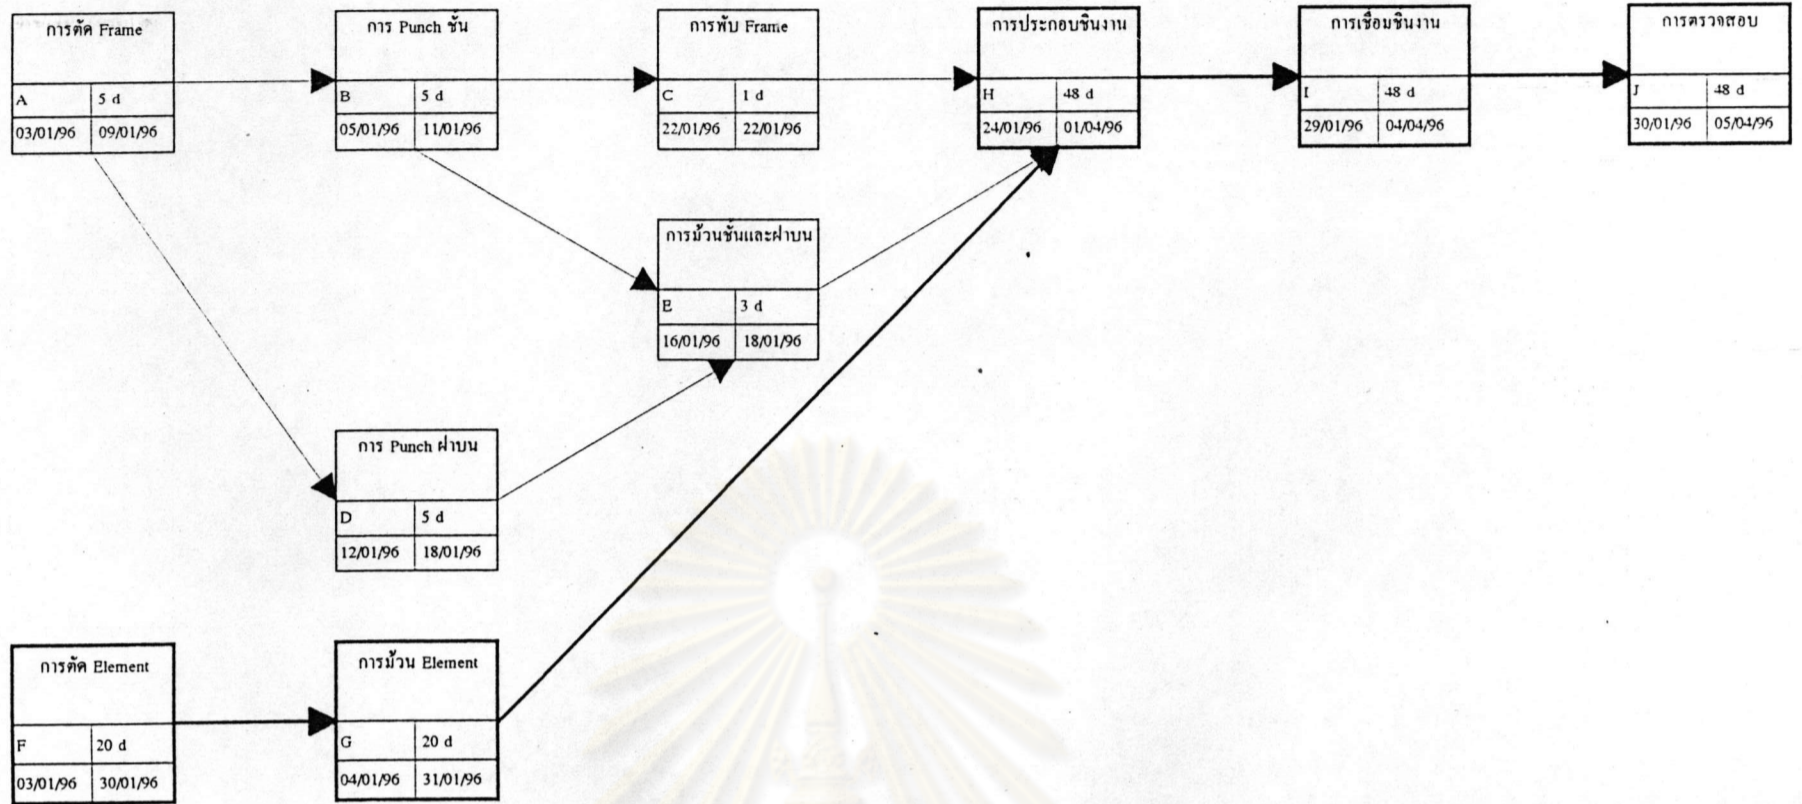 การตัด Frame
A 5 d
03/01/96 09/01/96
การ Punch ชั้น
B 5 d
05/01/96 11/01/96
การพับ Frame
C 1 d
22/01/96 22/01/96
การประกอบชิ้นงาน
H 48 d
24/01/96 01/04/96
การเชื่อมชิ้นงาน
I 48 d
29/01/96 04/04/96
การตรวจสอบ
J 48 d
30/01/96 05/04/96
การม้วนชั้นและฝาบน
E 3 d
16/01/96 18/01/96
การ Punch ฝาบน
D 5 d
12/01/96 18/01/96
การตัด Element
F 20 d
03/01/96 30/01/96
การม้วน Element
G 20 d
04/01/96 31/01/96